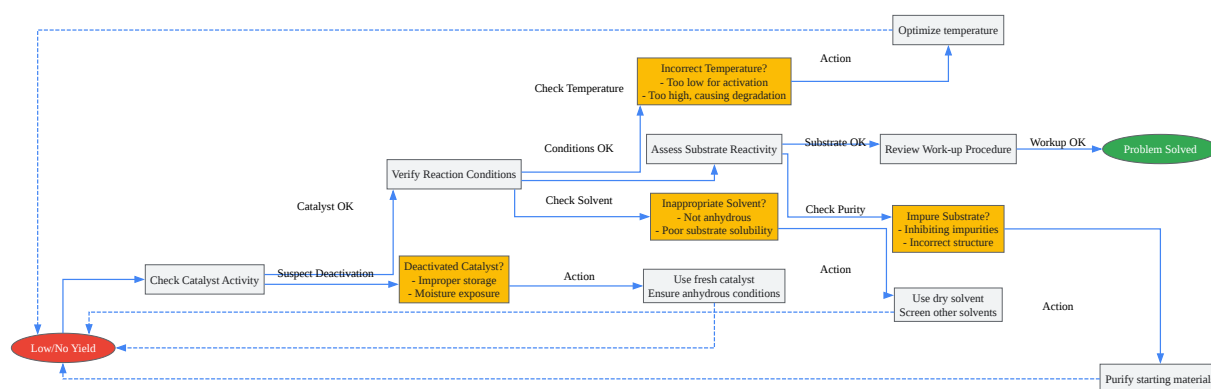 Optimize temperature
Action
Incorrect Temperature?
- Too low for activation
- Too high, causing degradation
Check Temperature
Conditions OK
Assess Substrate Reactivity
Substrate OK
Review Work-up Procedure
Workup OK
Problem Solved
Verify Reaction Conditions
Check Solvent
Inappropriate Solvent?
- Not anhydrous
- Poor substrate solubility
Check Purity
Impure Substrate?
- Inhibiting impurities
- Incorrect structure
Catalyst OK
Check Catalyst Activity
Suspect Deactivation
Deactivated Catalyst?
- Improper storage
- Moisture exposure
Action
Use fresh catalyst
Ensure anhydrous conditions
Action
Use dry solvent
Screen other solvents
Action
Low/No Yield
Purify starting material